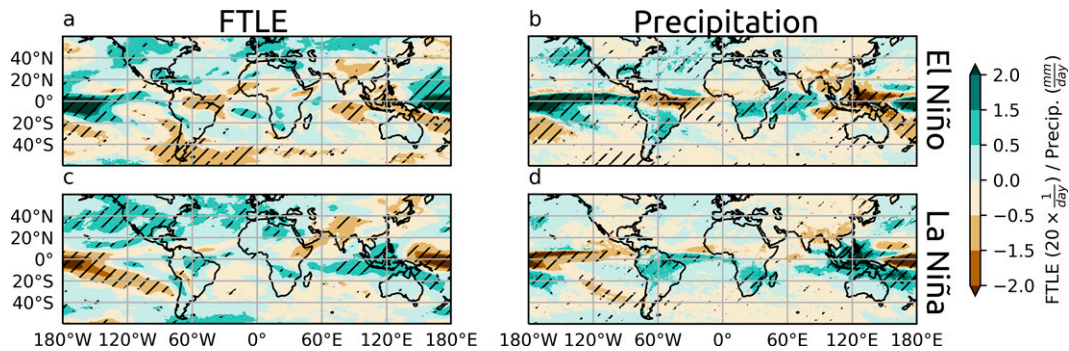 FTLE
Precipitation
a
b
40°N
20°N
0°
20°S
40°S
El Niño
c
d
40°N
20°N
0°
20°S
40°S
La Niña
180°W 120°W 60°W 0° 60°E 120°E 180°E
180°W 120°W 60°W 0° 60°E 120°E 180°E
2.0
1.5
0.5
0.0
−0.5
−1.5
−2.0
FTLE (20 × 1/day) / Precip. (mm/day)